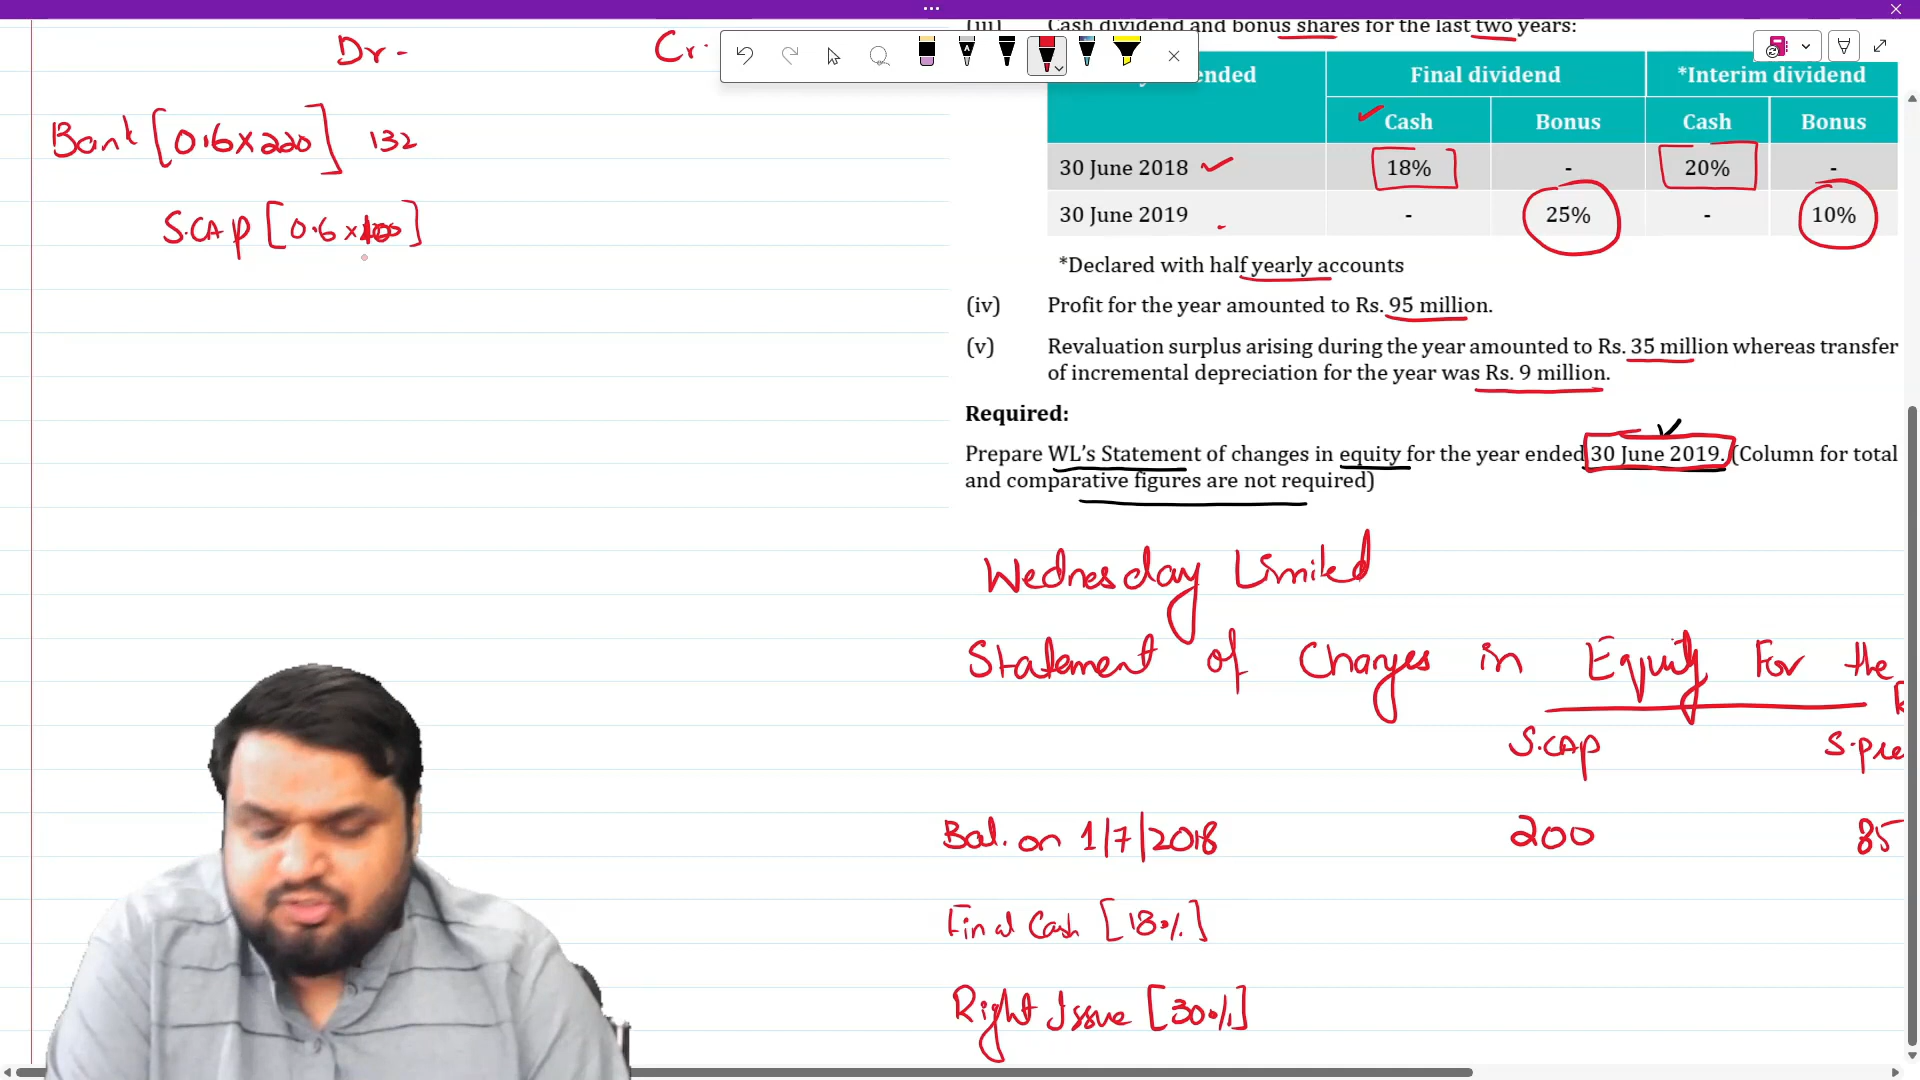 Dr- Cr-
Bank [0.6x220] 132
S.CAP [0.6x100]
(iii) Cash dividend and bonus shares for the last two years:
ended Final dividend *Interim dividend
Cash Bonus Cash Bonus
30 June 2018 18% - 20% -
30 June 2019 - 25% - 10%
*Declared with half yearly accounts
(iv) Profit for the year amounted to Rs. 95 million.
(v) Revaluation surplus arising during the year amounted to Rs. 35 million whereas transfer
of incremental depreciation for the year was Rs. 9 million.
Required:
Prepare WL's Statement of changes in equity for the year ended 30 June 2019. (Column for total
and comparative figures are not required)
Wednesday Limited
Statement of Changes in Equity For the
S.CAP S.pre
Bal. on 1/7/2018 200 85
Final Cash [18%]
Right Issue [30%]